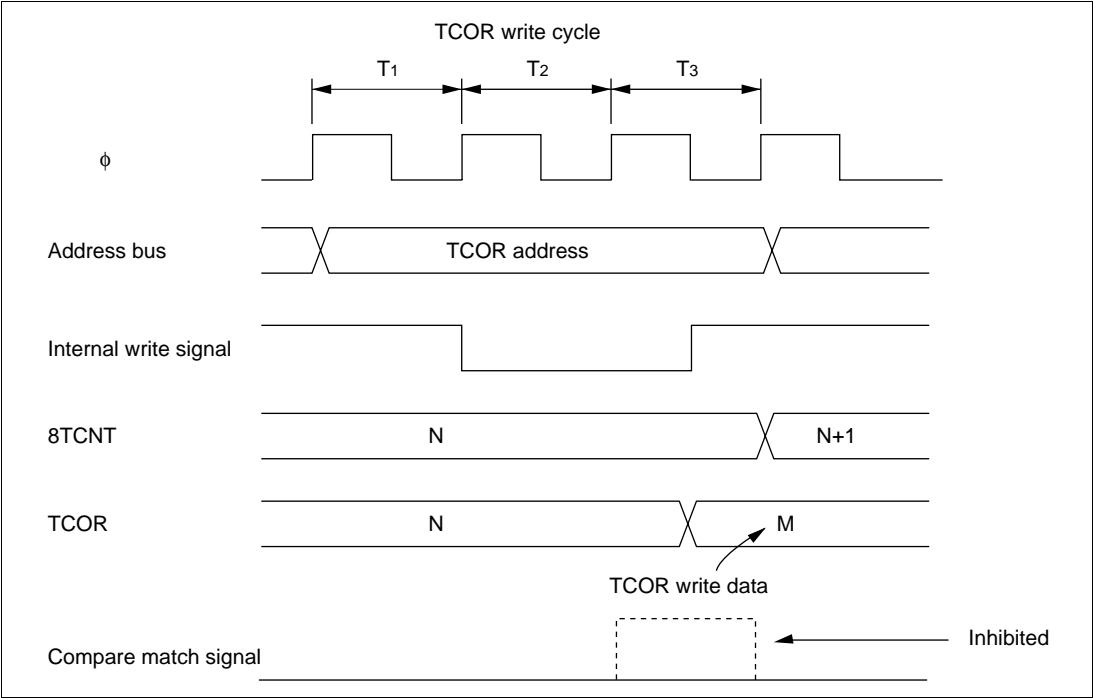 TCOR write cycle
T1 T2 T3
ϕ
Address bus
TCOR address
Internal write signal
8TCNT
N
N+1
TCOR
N
M
TCOR write data
Compare match signal
Inhibited